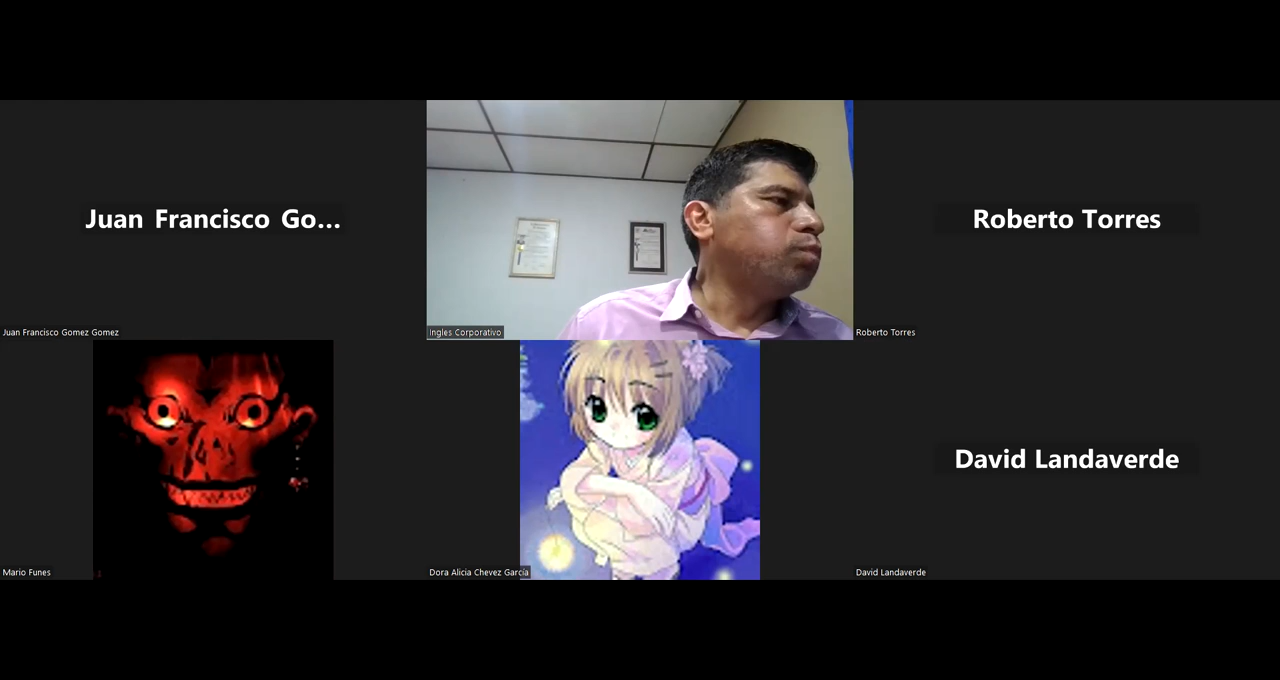 Juan Francisco Go...
Roberto Torres
Juan Francisco Gomez Gomez
Ingles Corporativo
Roberto Torres
David Landaverde
Mario Funes
Dora Alicia Chevez García
David Landaverde